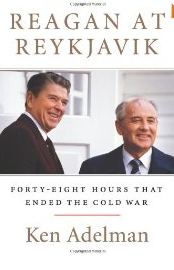 REAGAN AT
REYKJAVIK
FORTY-EIGHT HOURS THAT
ENDED THE COLD WAR
Ken Adelman